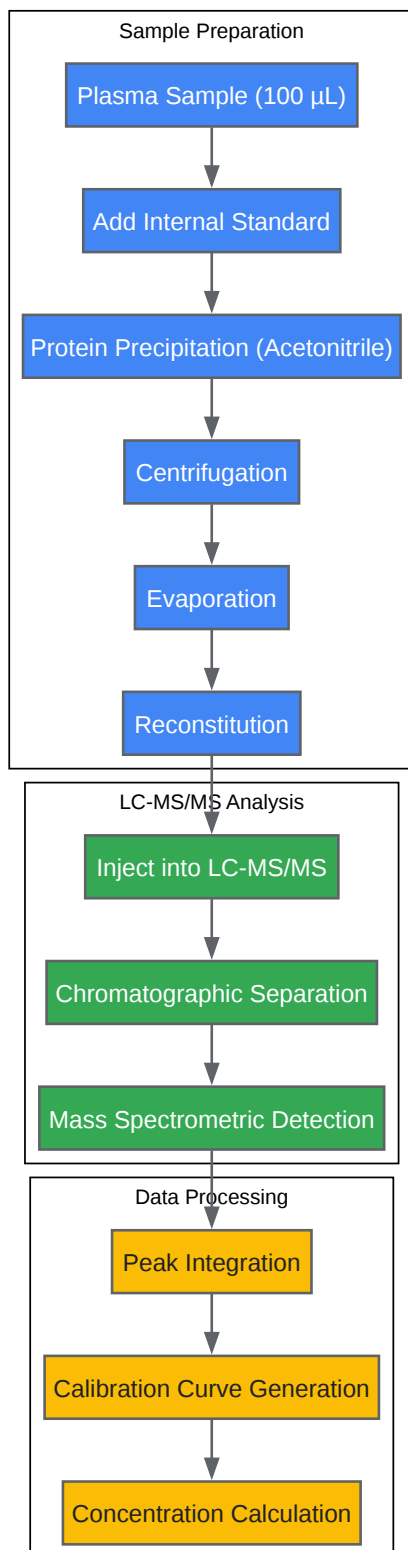 Sample Preparation
Plasma Sample (100 µL)
Add Internal Standard
Protein Precipitation (Acetonitrile)
Centrifugation
Evaporation
Reconstitution
LC-MS/MS Analysis
Inject into LC-MS/MS
Chromatographic Separation
Mass Spectrometric Detection
Data Processing
Peak Integration
Calibration Curve Generation
Concentration Calculation